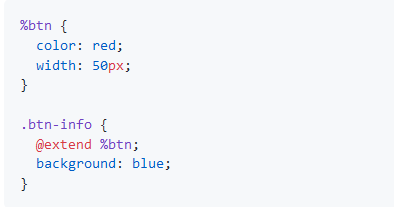 %btn {
  color: red;
  width: 50px;
}

.btn-info {
  @extend %btn;
  background: blue;
}